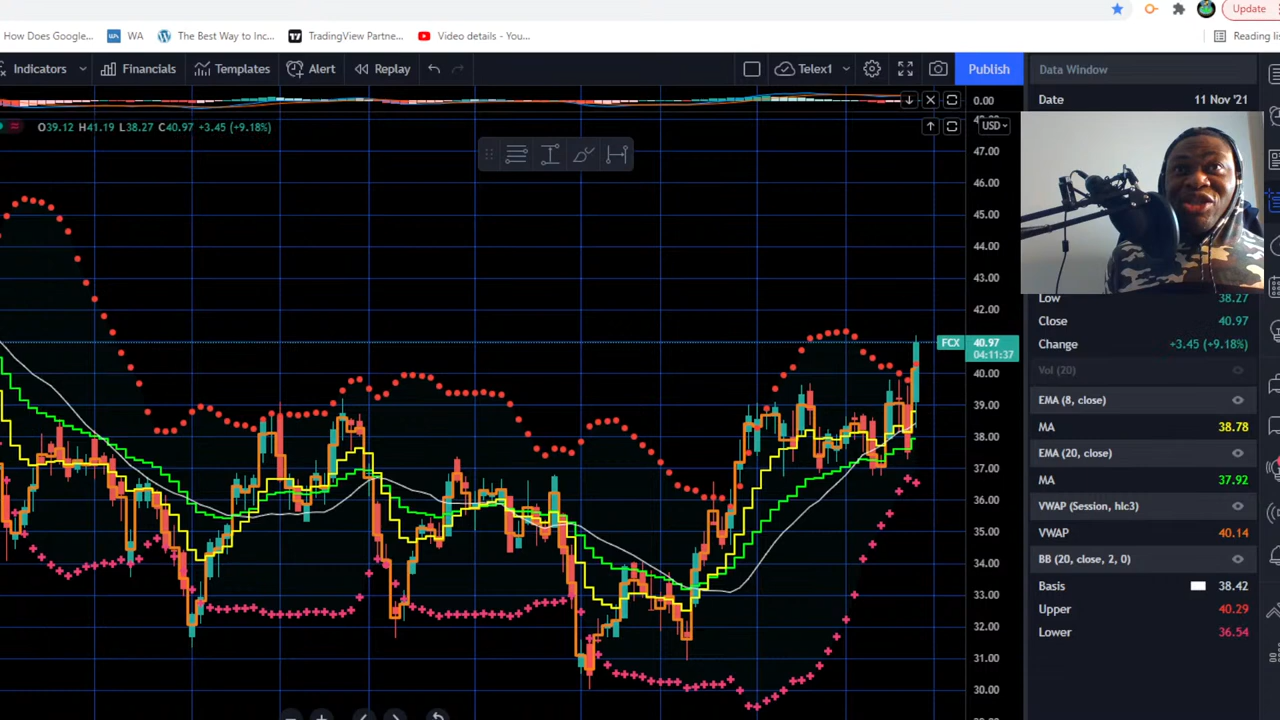 Update
How Does Google...
WA
The Best Way to Inc...
TradingView Partne...
Video details - You...
Reading lis
Indicators
Financials
Templates
Alert
Replay
Telex1
Publish
Data Window
0.00
Date 11 Nov '21
O39.12 H41.19 L38.27 C40.97 +3.45 (+9.18%)
USD
47.00
46.00
45.00
44.00
43.00
42.00
FCX 40.97
04:11:37
40.00
39.00
38.00
37.00
36.00
35.00
34.00
33.00
32.00
31.00
30.00
Low 38.27
Close 40.97
Change +3.45 (+9.18%)
Vol (20)
EMA (8, close)
MA 38.78
EMA (20, close)
MA 37.92
VWAP (Session, hlc3)
VWAP 40.14
BB (20, close, 2, 0)
Basis 38.42
Upper 40.29
Lower 36.54